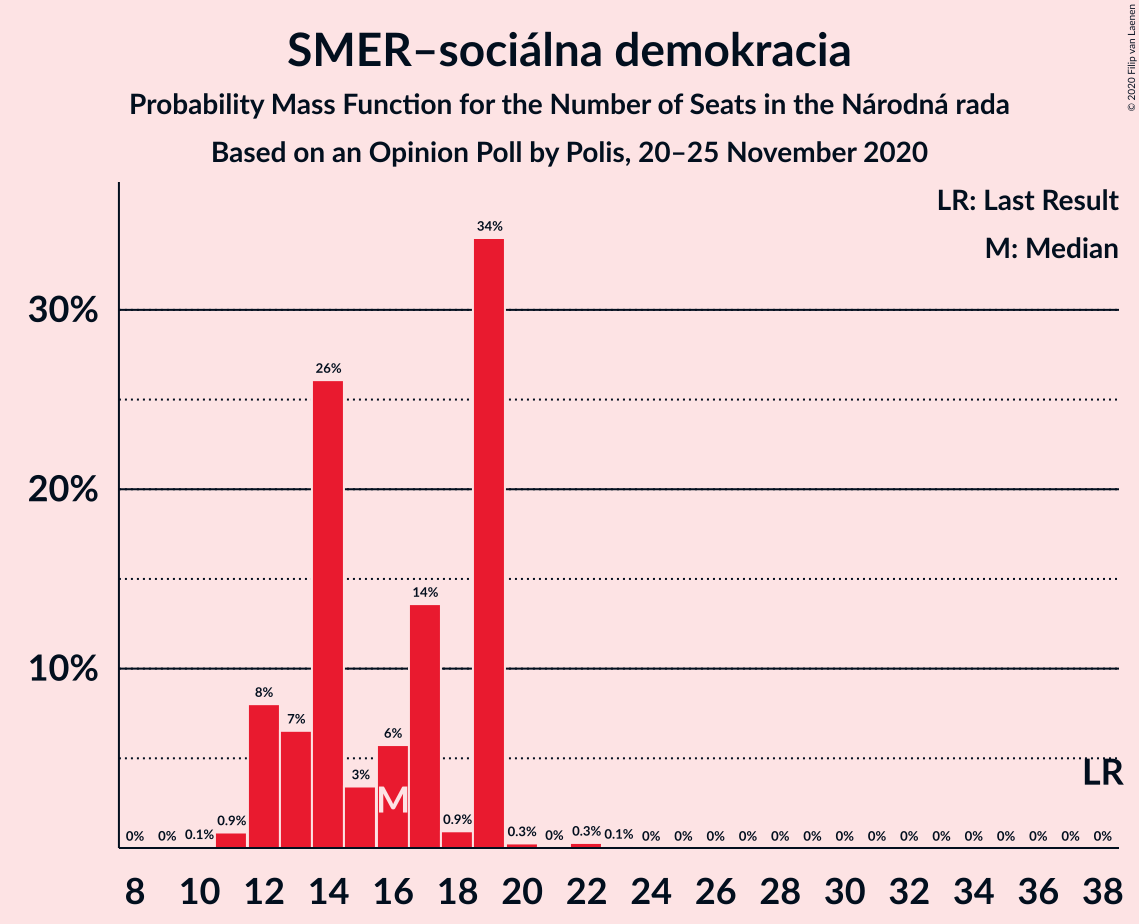 SMER–sociálna demokracia
Probability Mass Function for the Number of Seats in the Národná rada
Based on an Opinion Poll by Polis, 20–25 November 2020
© 2020 Filip van Laenen
LR: Last Result
M: Median
30%
20%
10%
0% 0% 0.1% 0.9% 8% 7% 26% 3% 6% 14% 0.9% 34% 0.3% 0% 0.3% 0.1% 0% 0% 0% 0% 0% 0% 0% 0% 0% 0% 0% 0% 0% 0% 0%
M
LR
8 10 12 14 16 18 20 22 24 26 28 30 32 34 36 38